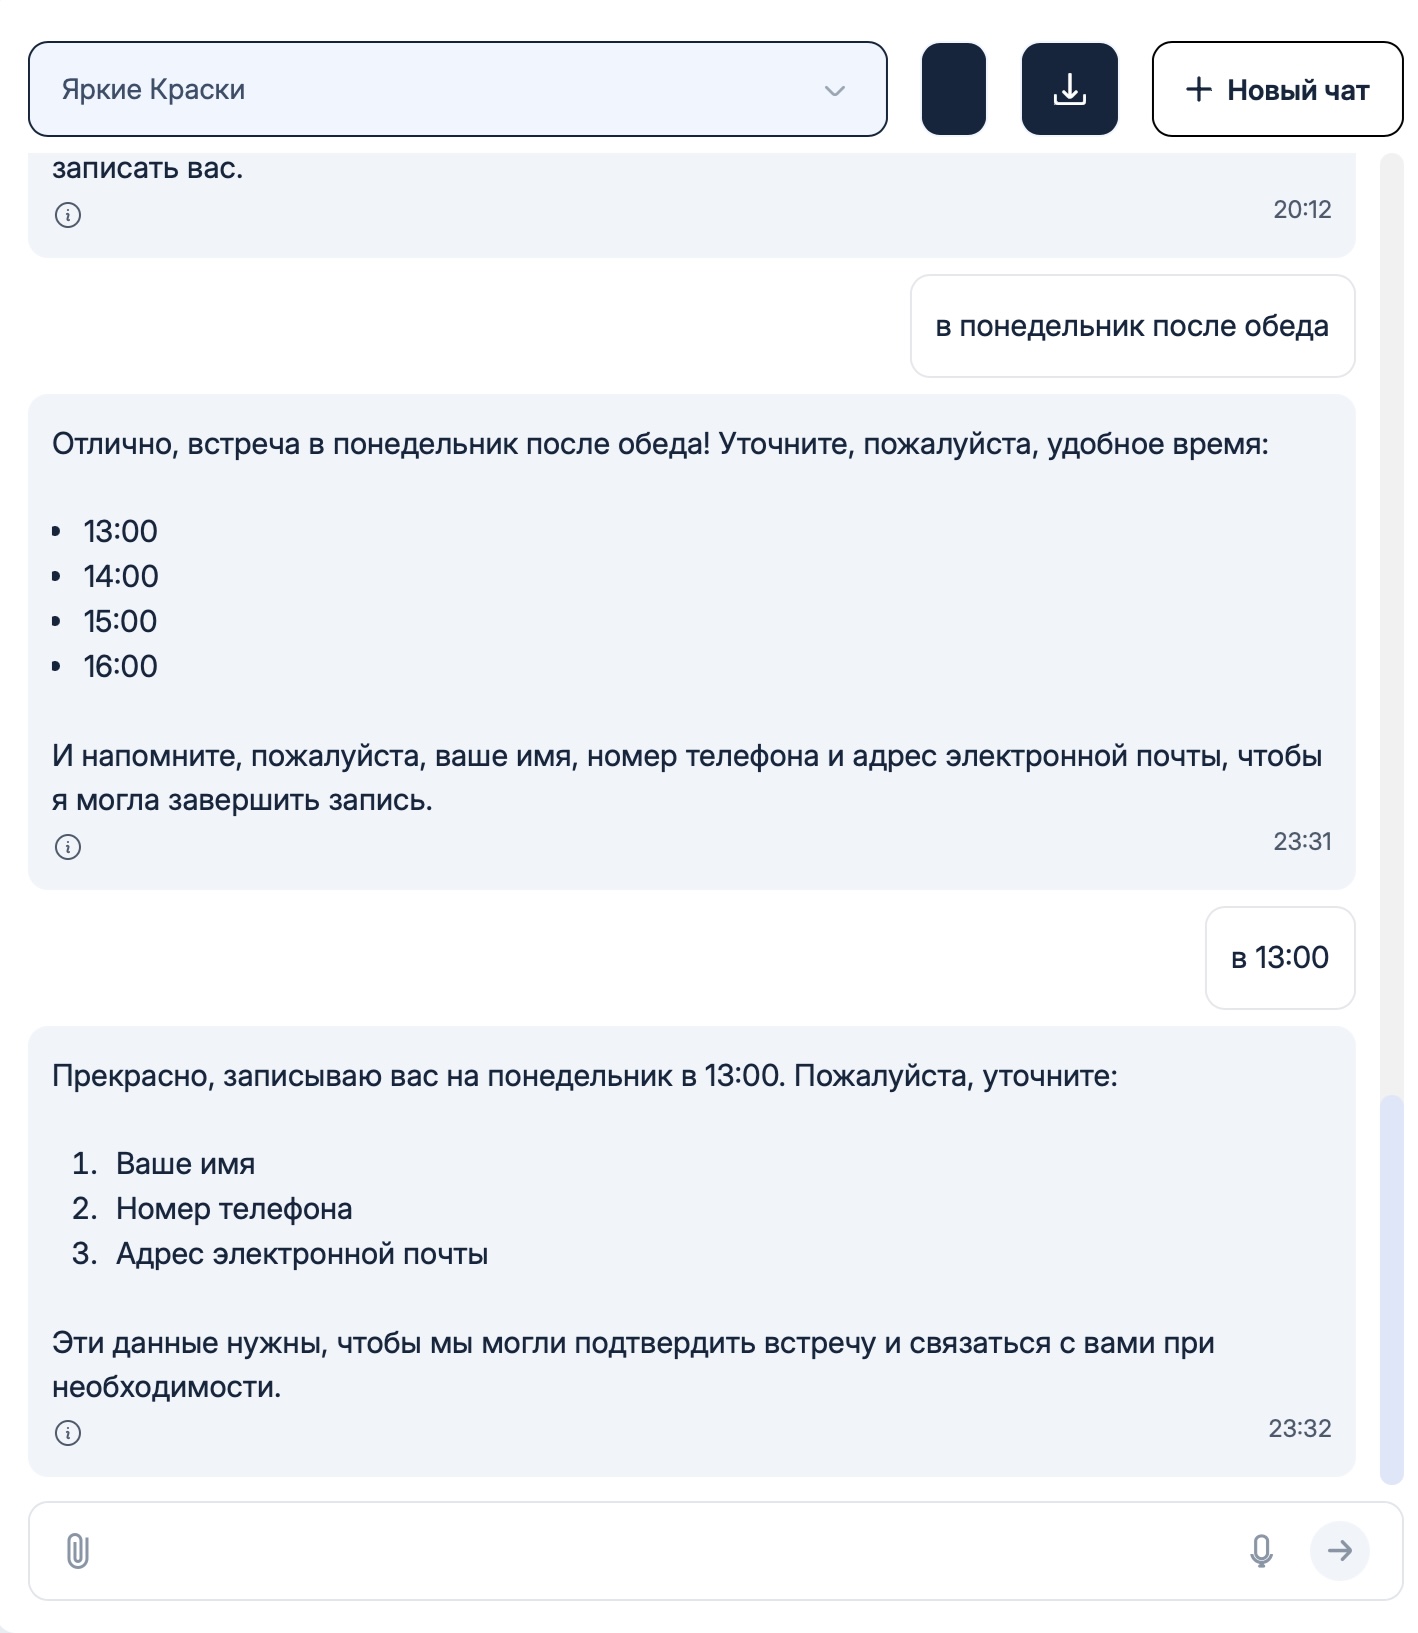 Яркие Краски
Новый чат
записать вас.
20:12
в понедельник после обеда
Отлично, встреча в понедельник после обеда! Уточните, пожалуйста, удобное время:
• 13:00
• 14:00
• 15:00
• 16:00
И напомните, пожалуйста, ваше имя, номер телефона и адрес электронной почты, чтобы
я могла завершить запись.
23:31
в 13:00
Прекрасно, записываю вас на понедельник в 13:00. Пожалуйста, уточните:
1. Ваше имя
2. Номер телефона
3. Адрес электронной почты
Эти данные нужны, чтобы мы могли подтвердить встречу и связаться с вами при
необходимости.
23:32